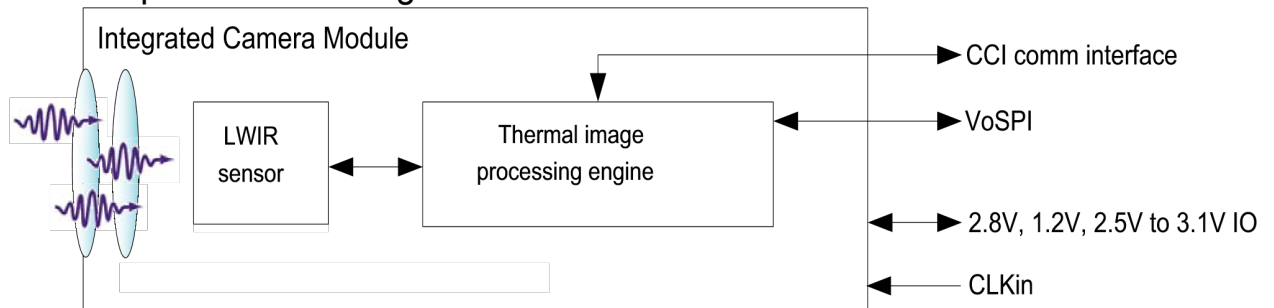 Integrated Camera Module
CCI comm interface
LWIR
sensor
Thermal image
processing engine
VoSPI
2.8V, 1.2V, 2.5V to 3.1V IO
CLKin